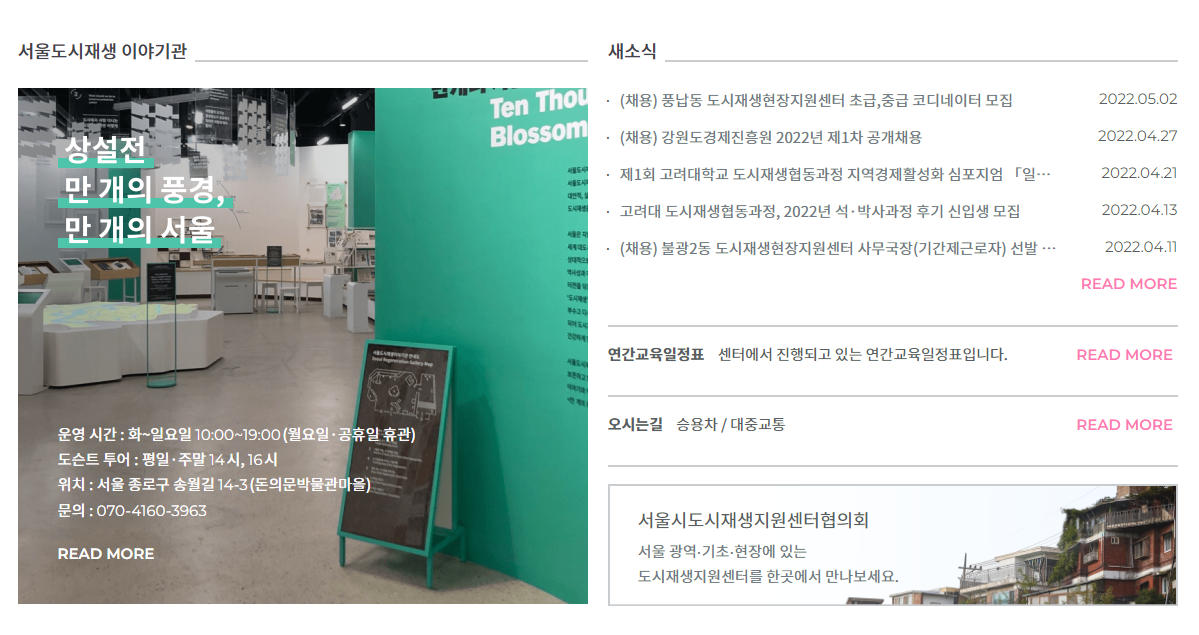 서울도시재생 이야기관
Ten Thou
Blossom
상설전
만 개의 풍경,
만 개의 서울
서울도시재생이야기관 안내도
Seoul Regeneration Gallery Map
운영 시간 : 화~일요일 10:00~19:00 (월요일·공휴일 휴관)
도슨트 투어 : 평일·주말 14시, 16시
위치 : 서울 종로구 송월길 14-3 (돈의문박물관마을)
문의 : 070-4160-3963
READ MORE
새소식
· (채용) 풍납동 도시재생현장지원센터 초급,중급 코디네이터 모집 2022.05.02
· (채용) 강원도경제진흥원 2022년 제1차 공개채용 2022.04.27
· 제1회 고려대학교 도시재생협동과정 지역경제활성화 심포지엄 「일… 2022.04.21
· 고려대 도시재생협동과정, 2022년 석·박사과정 후기 신입생 모집 2022.04.13
· (채용) 불광2동 도시재생현장지원센터 사무국장(기간제근로자) 선발 … 2022.04.11
READ MORE
연간교육일정표 센터에서 진행되고 있는 연간교육일정표입니다. READ MORE
오시는길 승용차 / 대중교통 READ MORE
서울시도시재생지원센터협의회
서울 광역·기초·현장에 있는
도시재생지원센터를 한곳에서 만나보세요.